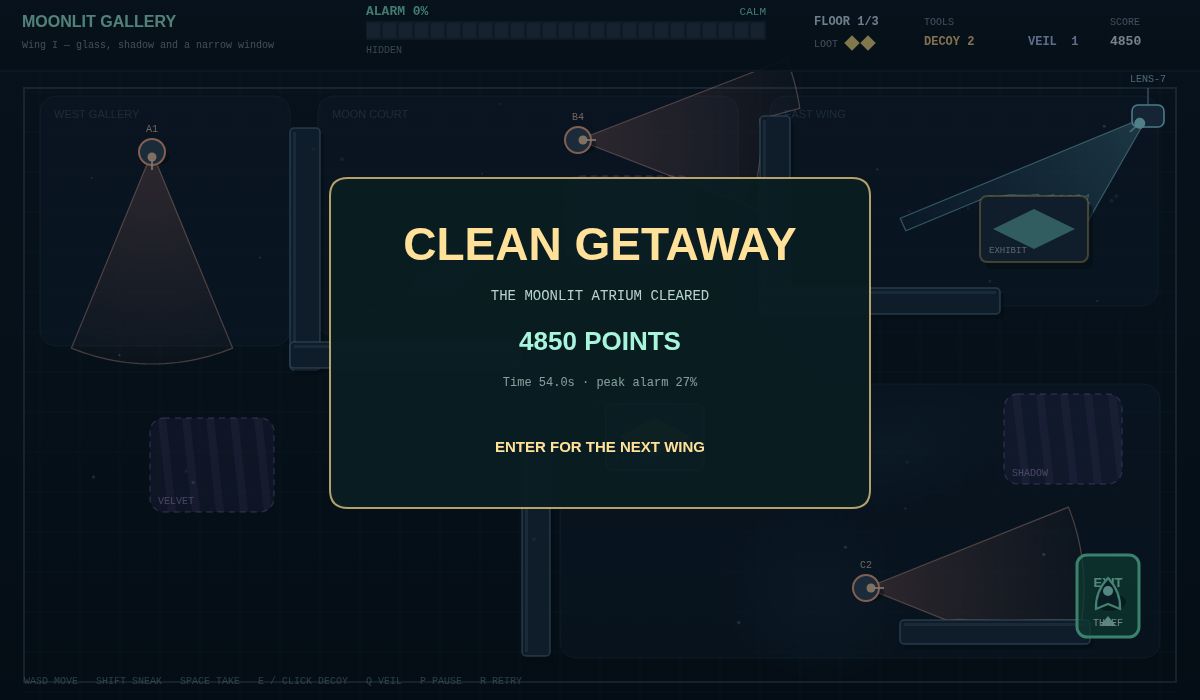 MOONLIT GALLERY
Wing I — glass, shadow and a narrow window
ALARM 0%
CALM
HIDDEN
FLOOR 1/3
LOOT
TOOLS
DECOY 2
VEIL 1
SCORE
4850
LENS-7
WEST GALLERY
MOON COURT
EAST WING
A1
B4
EXHIBIT
CLEAN GETAWAY
THE MOONLIT ATRIUM CLEARED
4850 POINTS
Time 54.0s · peak alarm 27%
ENTER FOR THE NEXT WING
VELVET
SHADOW
C2
EXIT
THIEF
WASD MOVE SHIFT SNEAK SPACE TAKE E / CLICK DECOY Q VEIL P PAUSE R RETRY